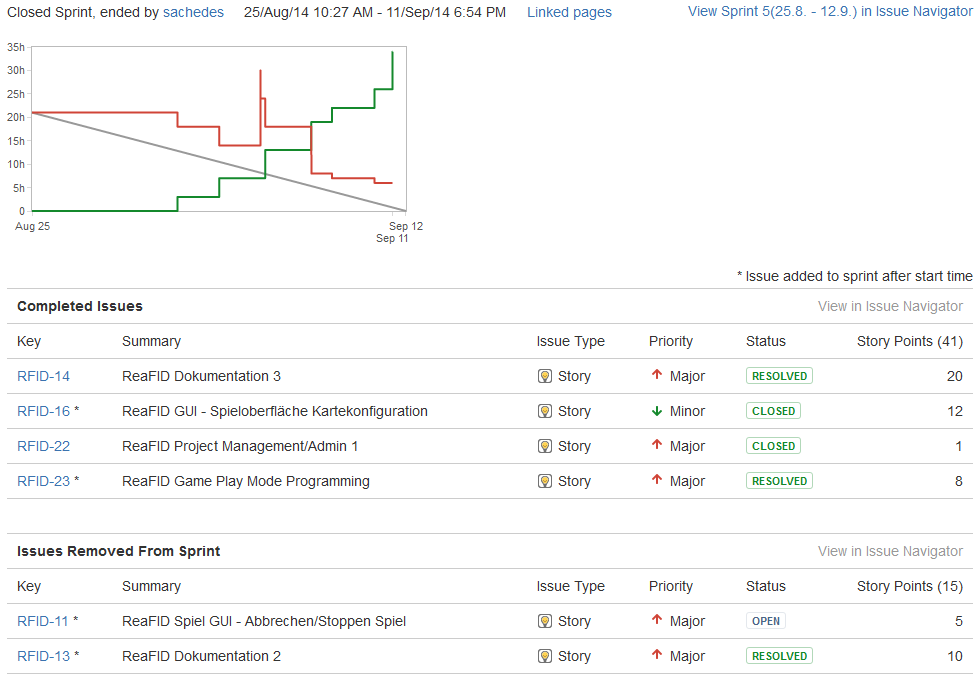 Closed Sprint, ended by sachedes 25/Aug/14 10:27 AM - 11/Sep/14 6:54 PM Linked pages View Sprint 5(25.8. - 12.9.) in Issue Navigator
35h
30h
25h
20h
15h
10h
5h
0
Aug 25 Sep 12
Sep 11
* Issue added to sprint after start time
Completed Issues View in Issue Navigator
Key Summary Issue Type Priority Status Story Points (41)
RFID-14 ReaFID Dokumentation 3 Story Major RESOLVED 20
RFID-16 * ReaFID GUI - Spieloberfläche Kartekonfiguration Story Minor CLOSED 12
RFID-22 ReaFID Project Management/Admin 1 Story Major CLOSED 1
RFID-23 * ReaFID Game Play Mode Programming Story Major RESOLVED 8
Issues Removed From Sprint View in Issue Navigator
Key Summary Issue Type Priority Status Story Points (15)
RFID-11 * ReaFID Spiel GUI - Abbrechen/Stoppen Spiel Story Major OPEN 5
RFID-13 * ReaFID Dokumentation 2 Story Major RESOLVED 10